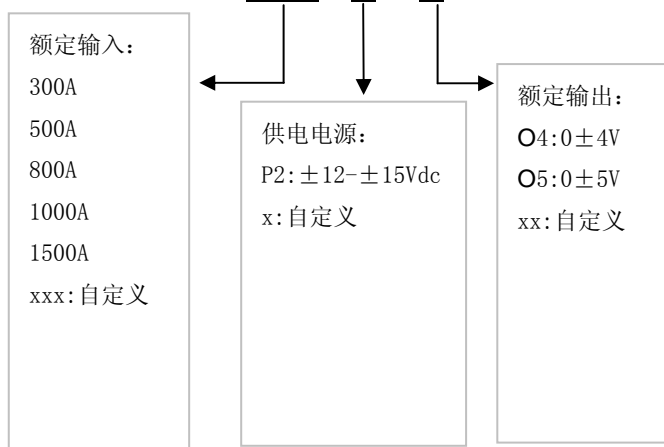 额定输入：
300A
500A
800A
1000A
1500A
xxx:自定义
供电电源：
P2:±12-±15Vdc
x:自定义
额定输出：
O4:0±4V
O5:0±5V
xx:自定义